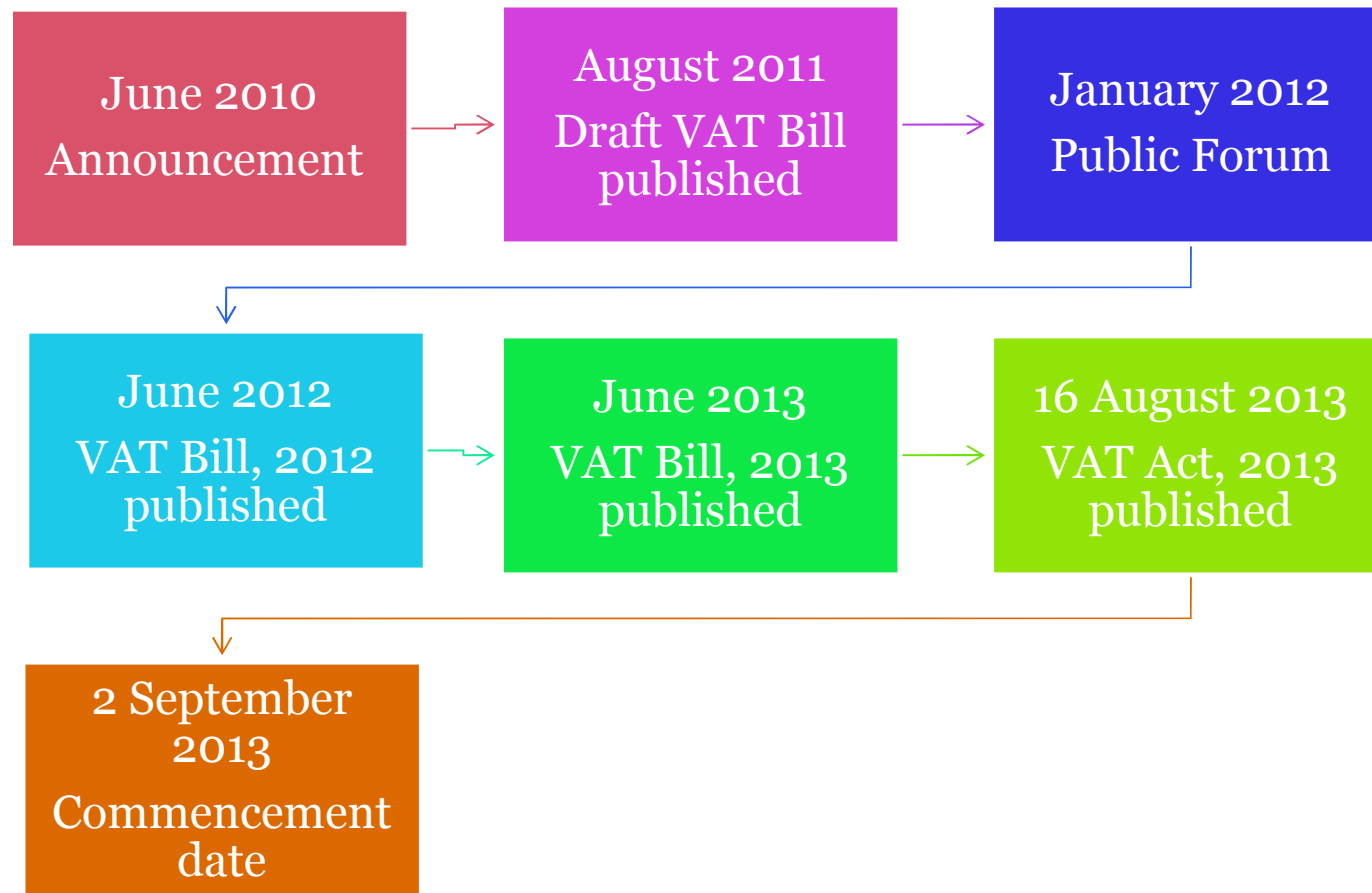 June 2010
Announcement
August 2011
Draft VAT Bill
published
January 2012
Public Forum
June 2012
VAT Bill, 2012
published
June 2013
VAT Bill, 2013
published
16 August 2013
VAT Act, 2013
published
2 September
2013
Commencement
date